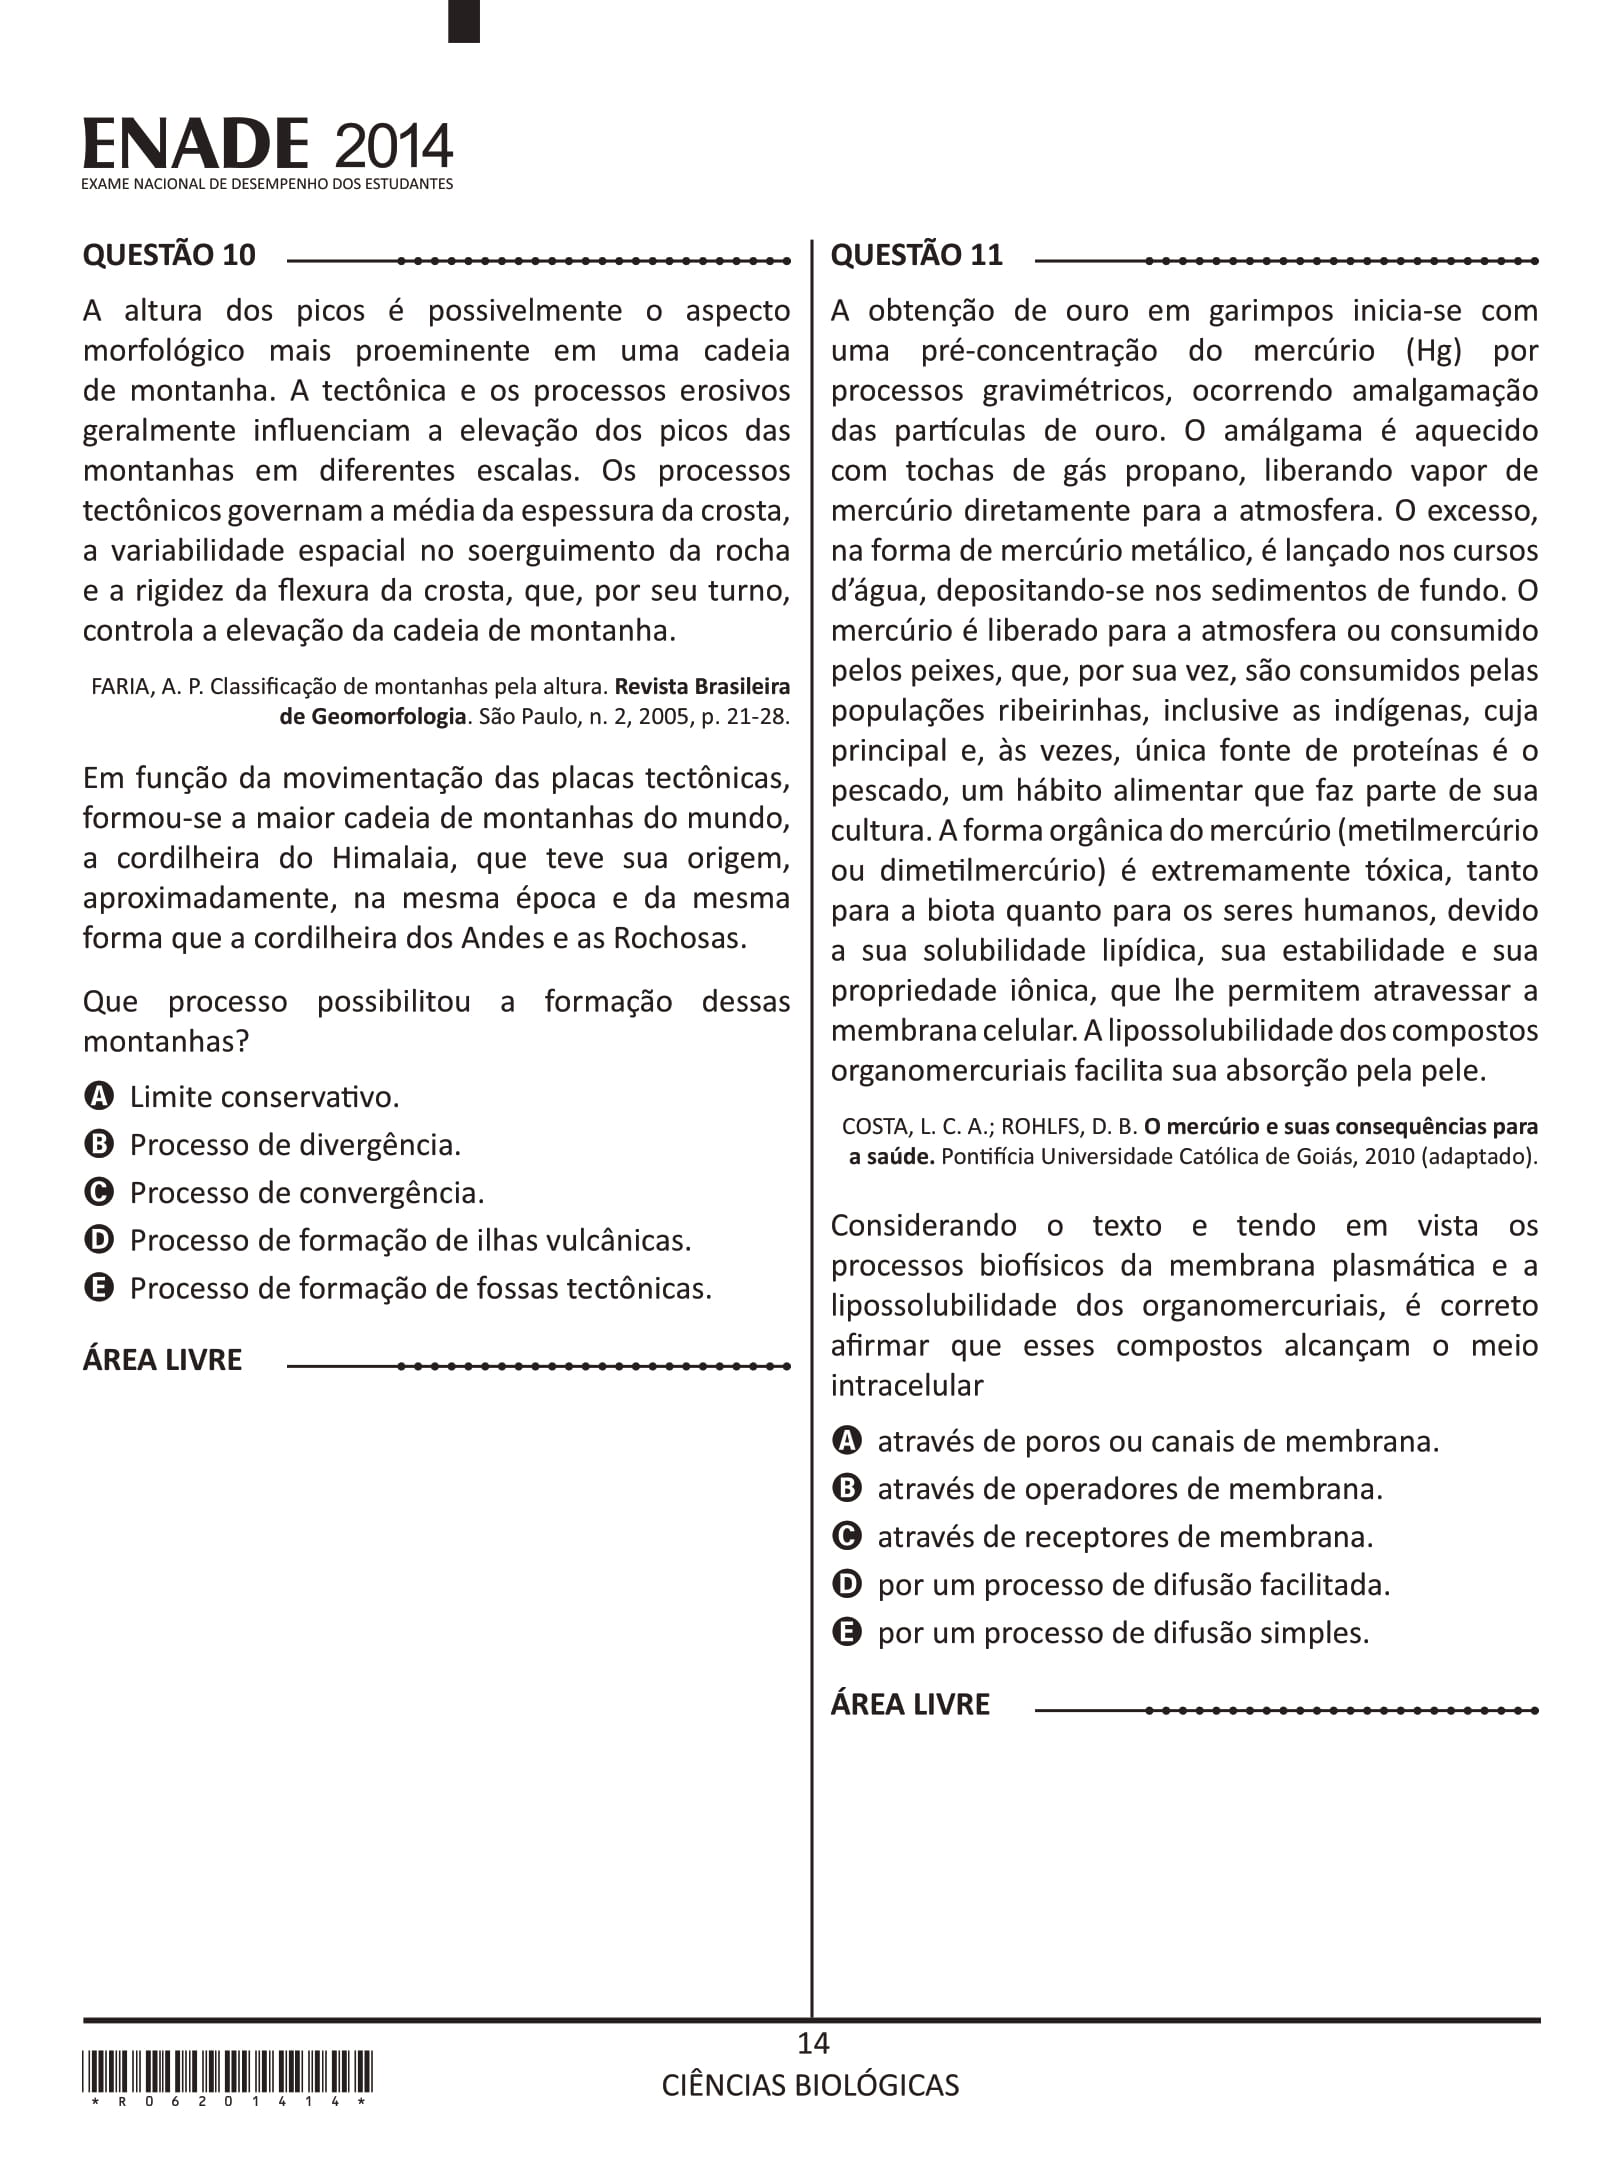 ENADE 2014
EXAME NACIONAL DE DESEMPENHO DOS ESTUDANTES
QUESTÃO 10
A altura dos picos é possivelmente o aspecto
morfológico mais proeminente em uma cadeia
de montanha. A tectônica e os processos erosivos
geralmente influenciam a elevação dos picos das
montanhas em diferentes escalas. Os processos
tectônicos governam a média da espessura da crosta,
a variabilidade espacial no soerguimento da rocha
e a rigidez da flexura da crosta, que, por seu turno,
controla a elevação da cadeia de montanha.
FARIA, A. P. Classificação de montanhas pela altura. Revista Brasileira
de Geomorfologia. São Paulo, n. 2, 2005, p. 21-28.
Em função da movimentação das placas tectônicas,
formou-se a maior cadeia de montanhas do mundo,
a cordilheira do Himalaia, que teve sua origem,
aproximadamente, na mesma época e da mesma
forma que a cordilheira dos Andes e as Rochosas.
Que processo possibilitou a formação dessas
montanhas?
A Limite conservativo.
B Processo de divergência.
C Processo de convergência.
D Processo de formação de ilhas vulcânicas.
E Processo de formação de fossas tectônicas.
ÁREA LIVRE
QUESTÃO 11
A obtenção de ouro em garimpos inicia-se com
uma pré-concentração do mercúrio (Hg) por
processos gravimétricos, ocorrendo amalgamação
das partículas de ouro. O amálgama é aquecido
com tochas de gás propano, liberando vapor de
mercúrio diretamente para a atmosfera. O excesso,
na forma de mercúrio metálico, é lançado nos cursos
d’água, depositando-se nos sedimentos de fundo. O
mercúrio é liberado para a atmosfera ou consumido
pelos peixes, que, por sua vez, são consumidos pelas
populações ribeirinhas, inclusive as indígenas, cuja
principal e, às vezes, única fonte de proteínas é o
pescado, um hábito alimentar que faz parte de sua
cultura. A forma orgânica do mercúrio (metilmercúrio
ou dimetilmercúrio) é extremamente tóxica, tanto
para a biota quanto para os seres humanos, devido
a sua solubilidade lipídica, sua estabilidade e sua
propriedade iônica, que lhe permitem atravessar a
membrana celular. A lipossolubilidade dos compostos
organomercuriais facilita sua absorção pela pele.
COSTA, L. C. A.; ROHLFS, D. B. O mercúrio e suas consequências para
a saúde. Pontifícia Universidade Católica de Goiás, 2010 (adaptado).
Considerando o texto e tendo em vista os
processos biofísicos da membrana plasmática e a
lipossolubilidade dos organomercuriais, é correto
afirmar que esses compostos alcançam o meio
intracelular
A através de poros ou canais de membrana.
B através de operadores de membrana.
C através de receptores de membrana.
D por um processo de difusão facilitada.
E por um processo de difusão simples.
ÁREA LIVRE
14
CIÊNCIAS BIOLÓGICAS
* R 0 6 2 0 1 4 1 4 *